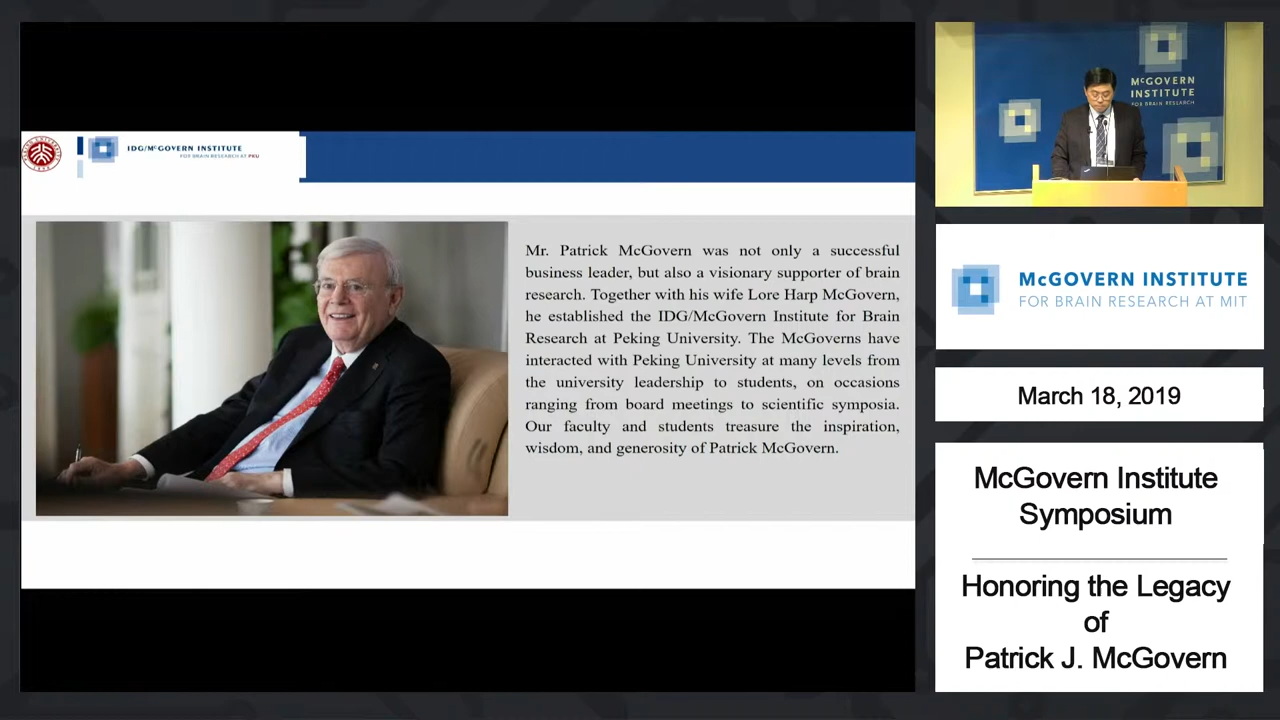 IDG/McGOVERN INSTITUTE
FOR BRAIN RESEARCH AT PKU
Mr. Patrick McGovern was not only a successful
business leader, but also a visionary supporter of brain
research. Together with his wife Lore Harp McGovern,
he established the IDG/McGovern Institute for Brain
Research at Peking University. The McGoverns have
interacted with Peking University at many levels from
the university leadership to students, on occasions
ranging from board meetings to scientific symposia.
Our faculty and students treasure the inspiration,
wisdom, and generosity of Patrick McGovern.
McGOVERN
INSTITUTE
FOR BRAIN RESEARCH
McGOVERN INSTITUTE
FOR BRAIN RESEARCH AT MIT
March 18, 2019
McGovern Institute
Symposium
Honoring the Legacy
of
Patrick J. McGovern